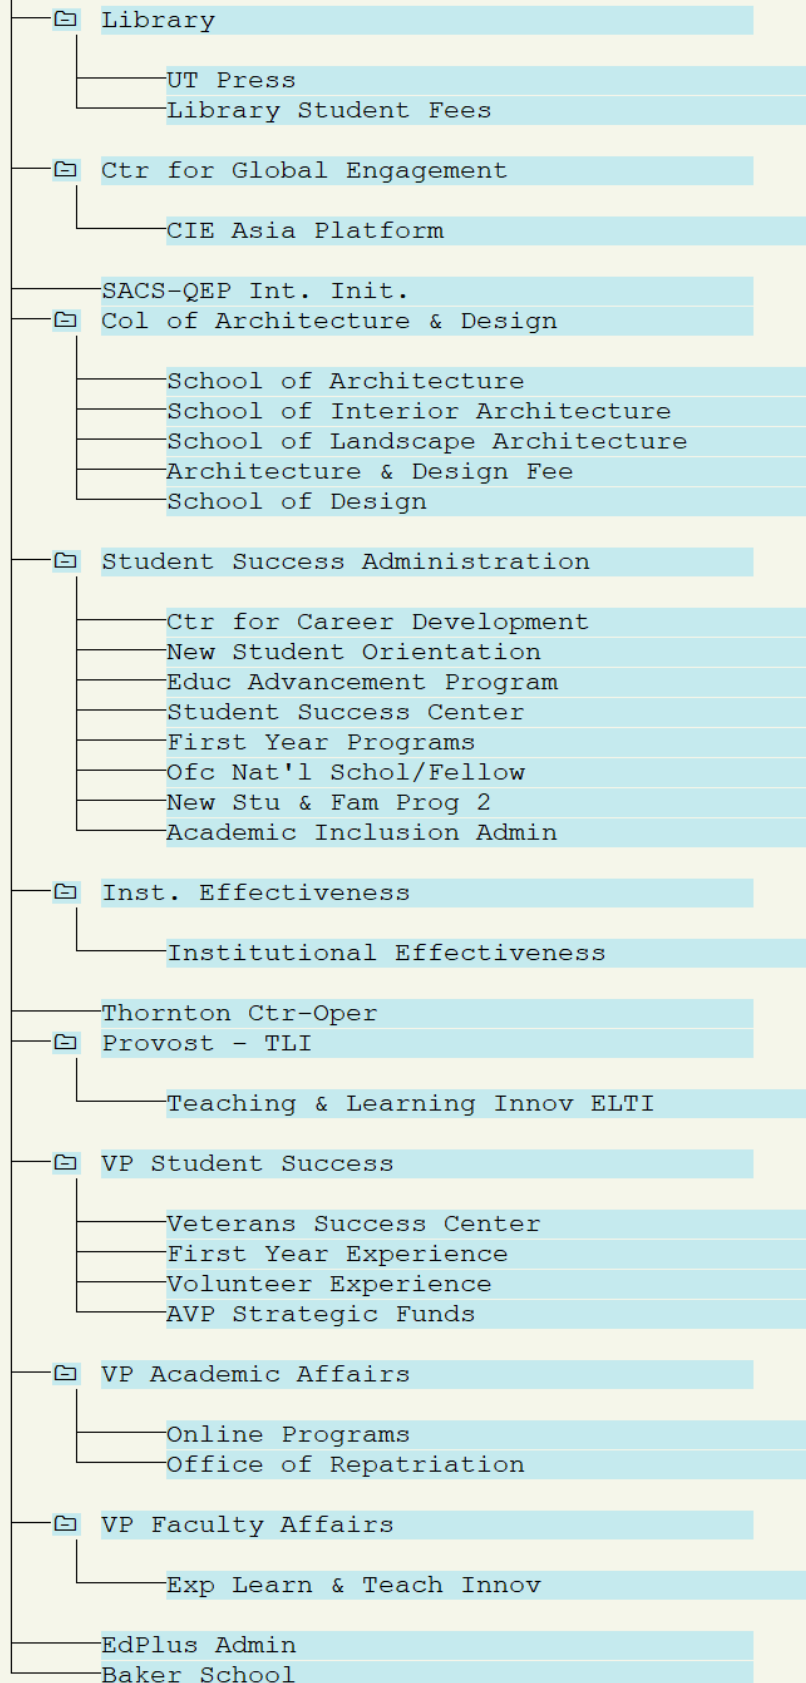 Library
UT Press
Library Student Fees
Ctr for Global Engagement
CIE Asia Platform
SACS-QEP Int. Init.
Col of Architecture & Design
School of Architecture
School of Interior Architecture
School of Landscape Architecture
Architecture & Design Fee
School of Design
Student Success Administration
Ctr for Career Development
New Student Orientation
Educ Advancement Program
Student Success Center
First Year Programs
Ofc Nat'l Schol/Fellow
New Stu & Fam Prog 2
Academic Inclusion Admin
Inst. Effectiveness
Institutional Effectiveness
Thornton Ctr-Oper
Provost - TLI
Teaching & Learning Innov ELTI
VP Student Success
Veterans Success Center
First Year Experience
Volunteer Experience
AVP Strategic Funds
VP Academic Affairs
Online Programs
Office of Repatriation
VP Faculty Affairs
Exp Learn & Teach Innov
EdPlus Admin
Baker School